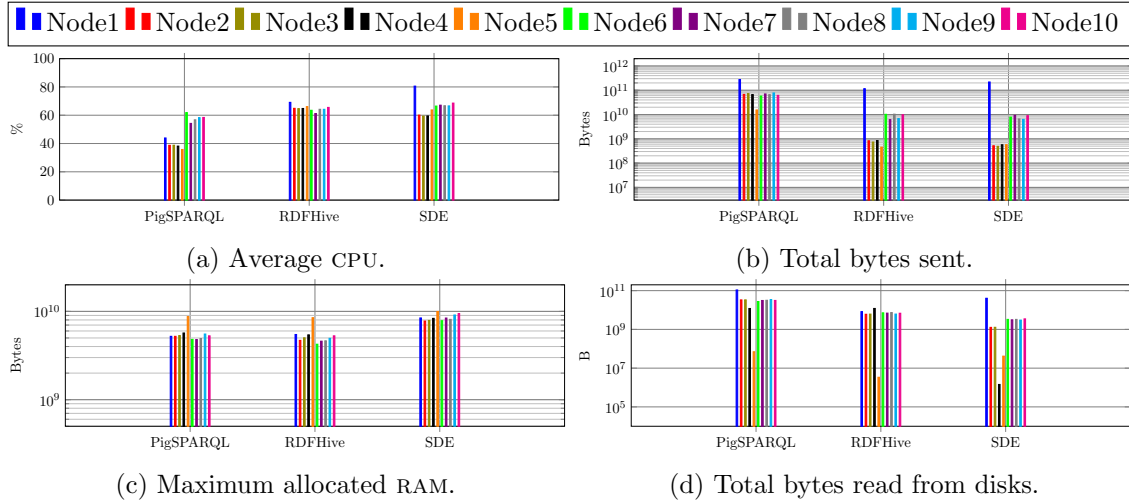 Node1 Node2 Node3 Node4 Node5 Node6 Node7 Node8 Node9 Node10
100
80
60
40
20
0
%
PigSPARQL RDFHive SDE
(a) Average CPU.
10^12
10^11
10^10
10^9
10^8
10^7
Bytes
PigSPARQL RDFHive SDE
(b) Total bytes sent.
10^10
10^9
Bytes
PigSPARQL RDFHive SDE
(c) Maximum allocated RAM.
10^11
10^9
10^7
10^5
B
PigSPARQL RDFHive SDE
(d) Total bytes read from disks.